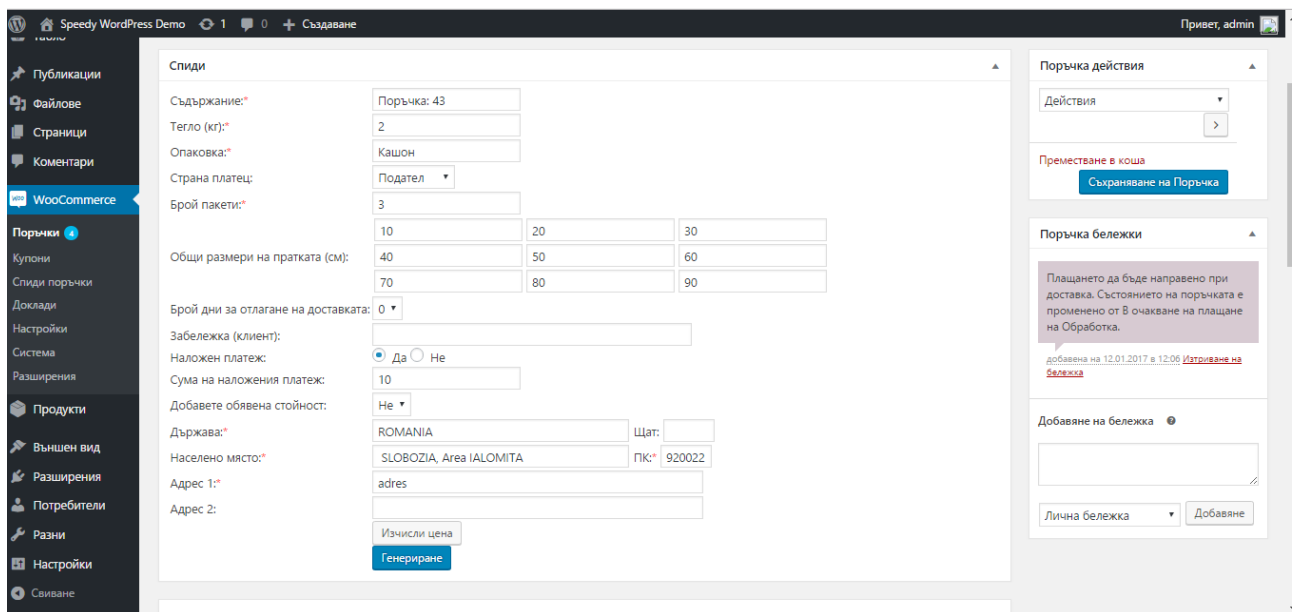 Speedy WordPress Demo 1 0 + Създаване Привет, admin
Табло
Публикации
Файлове
Страници
Коментари
WooCommerce
Поръчки 4
Купони
Спиди поръчки
Доклади
Настройки
Система
Разширения
Продукти
Външен вид
Разширения
Потребители
Разни
Настройки
Свиване
Спиди
Съдържание:* Поръчка: 43
Тегло (кг):* 2
Опаковка:* Кашон
Страна платец: Подател
Брой пакети:* 3
10 20 30
Общи размери на пратката (см): 40 50 60
70 80 90
Брой дни за отлагане на доставката: 0
Забележка (клиент):
Наложен платеж: Да Не
Сума на наложения платеж: 10
Добавете обявена стойност: Не
Държава:* ROMANIA Щат:
Населено място:* SLOBOZIA, Area IALOMITA ПК:* 920022
Адрес 1:* adres
Адрес 2:
Изчисли цена
Генериране
Поръчка действия
Действия
Преместване в коша
Съхраняване на Поръчка
Поръчка бележки
Плащането да бъде направено при
доставка. Състоянието на поръчката е
променено от В очакване на плащане
на Обработка.
добавена на 12.01.2017 в 12:06 Изтриване на
бележка
Добавяне на бележка
Лична бележка Добавяне